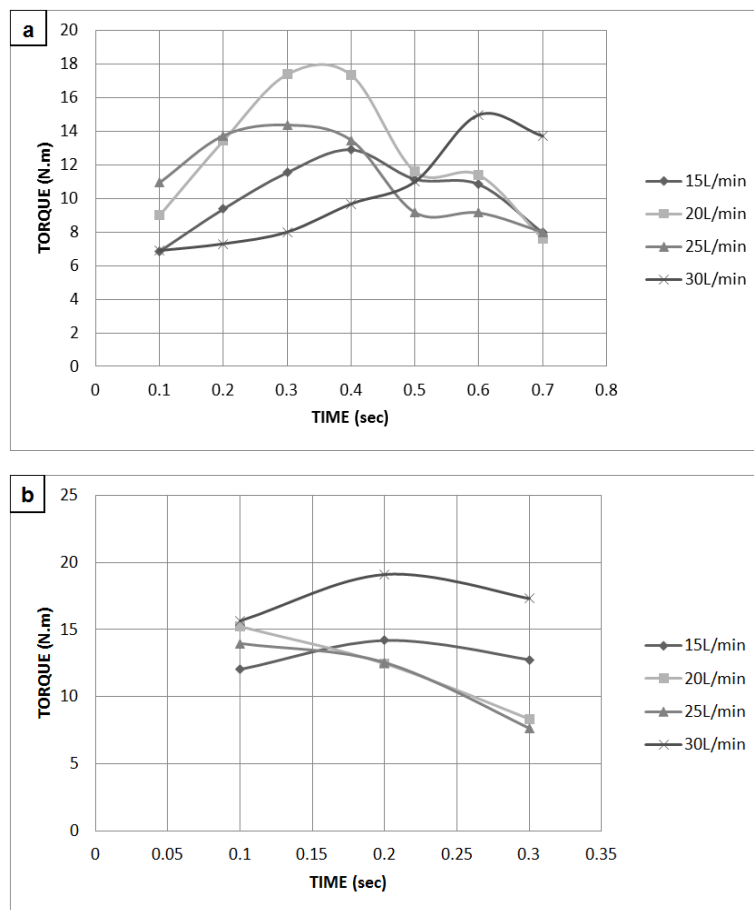 a
20
18
16
14
12
10
8
6
4
2
0
TORQUE (N.m)
0 0.1 0.2 0.3 0.4 0.5 0.6 0.7 0.8
TIME (sec)
15L/min
20L/min
25L/min
30L/min
b
25
20
15
10
5
0
TORQUE (N.m)
0 0.05 0.1 0.15 0.2 0.25 0.3 0.35
TIME (sec)
15L/min
20L/min
25L/min
30L/min